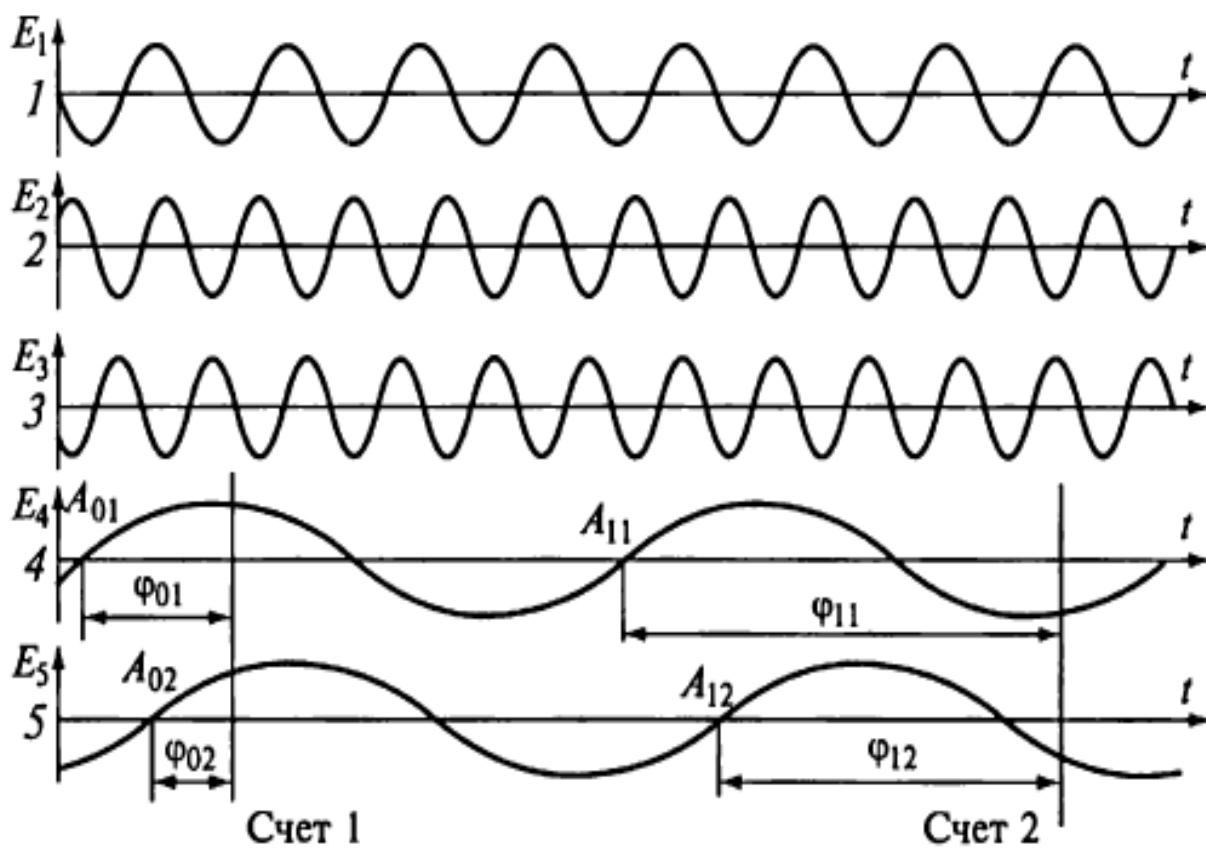 E₁ t
1
E₂ t
2
E₃ t
3
E₄ A₀₁ A₁₁ t
4
φ₀₁ φ₁₁
E₅ A₀₂ A₁₂ t
5
φ₀₂ φ₁₂
Счет 1 Счет 2